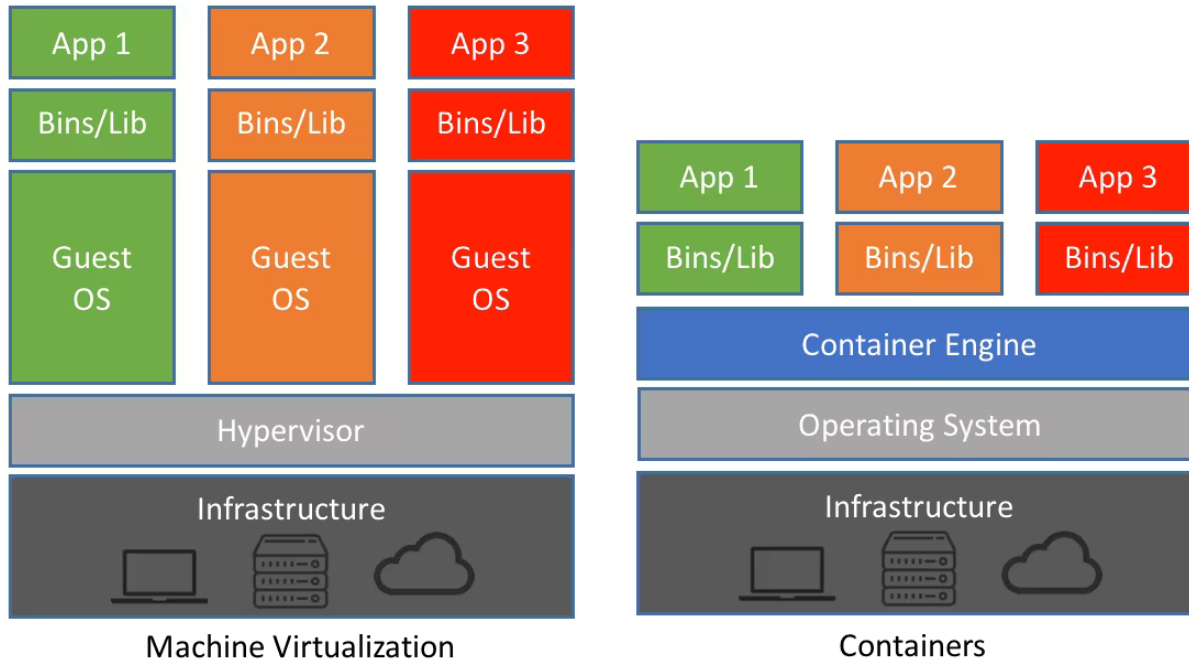 App 1
App 2
App 3
Bins/Lib
Bins/Lib
Bins/Lib
Guest
OS
Guest
OS
Guest
OS
Hypervisor
Infrastructure
Machine Virtualization
App 1
App 2
App 3
Bins/Lib
Bins/Lib
Bins/Lib
Container Engine
Operating System
Infrastructure
Containers